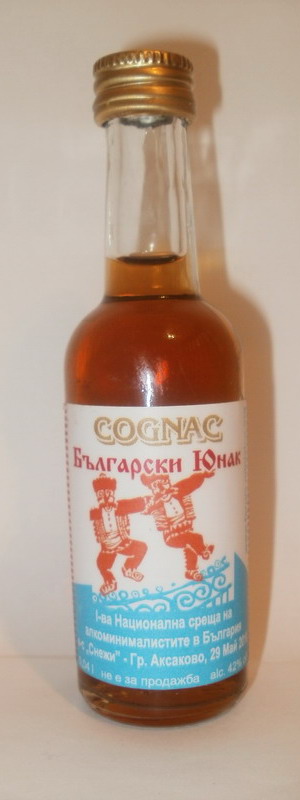 COGNAC
Български Юнак
I-ва Национална среща на
алкоминималистите в България
„Снежи" - Гр. Аксаково, 29 Май
не е за продажба alc. 42